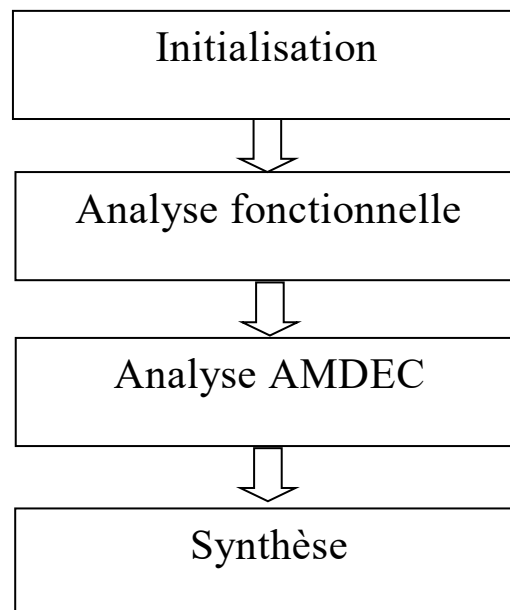 Initialisation
Analyse fonctionnelle
Analyse AMDEC
Synthèse